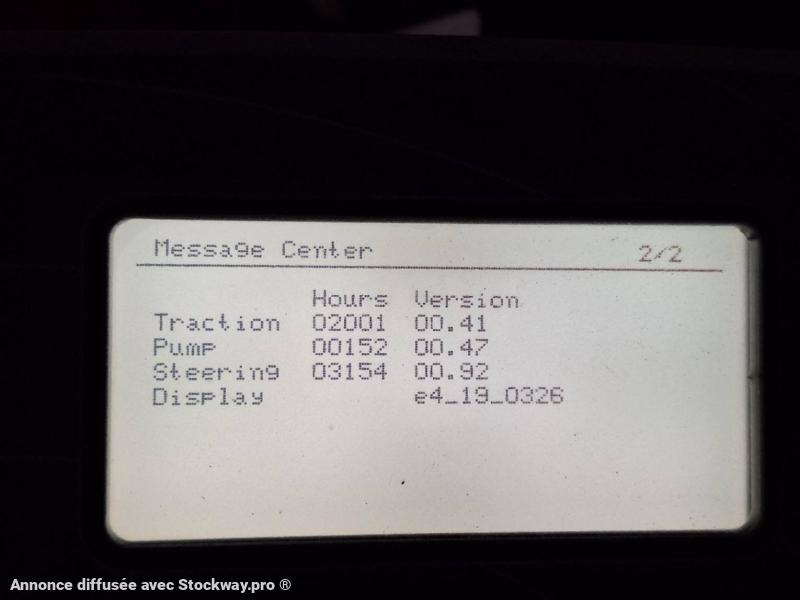 Message Center 2/2
Hours Version
Traction 02001 00.41
Pump 00152 00.47
Steering 03154 00.92
Display e4_19_0326
Annonce diffusée avec Stockway.pro ®